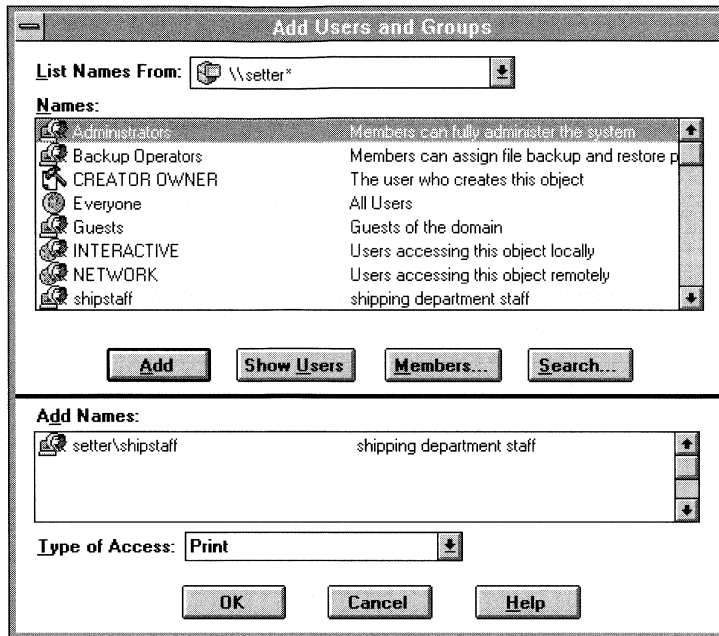 Add Users and Groups
List Names From: \\setter*
Names:
Administrators Members can fully administer the system
Backup Operators Members can assign file backup and restore p
CREATOR OWNER The user who creates this object
Everyone All Users
Guests Guests of the domain
INTERACTIVE Users accessing this object locally
NETWORK Users accessing this object remotely
shipstaff shipping department staff
Add Show Users Members... Search...
Add Names:
setter\shipstaff shipping department staff
Type of Access: Print
OK Cancel Help